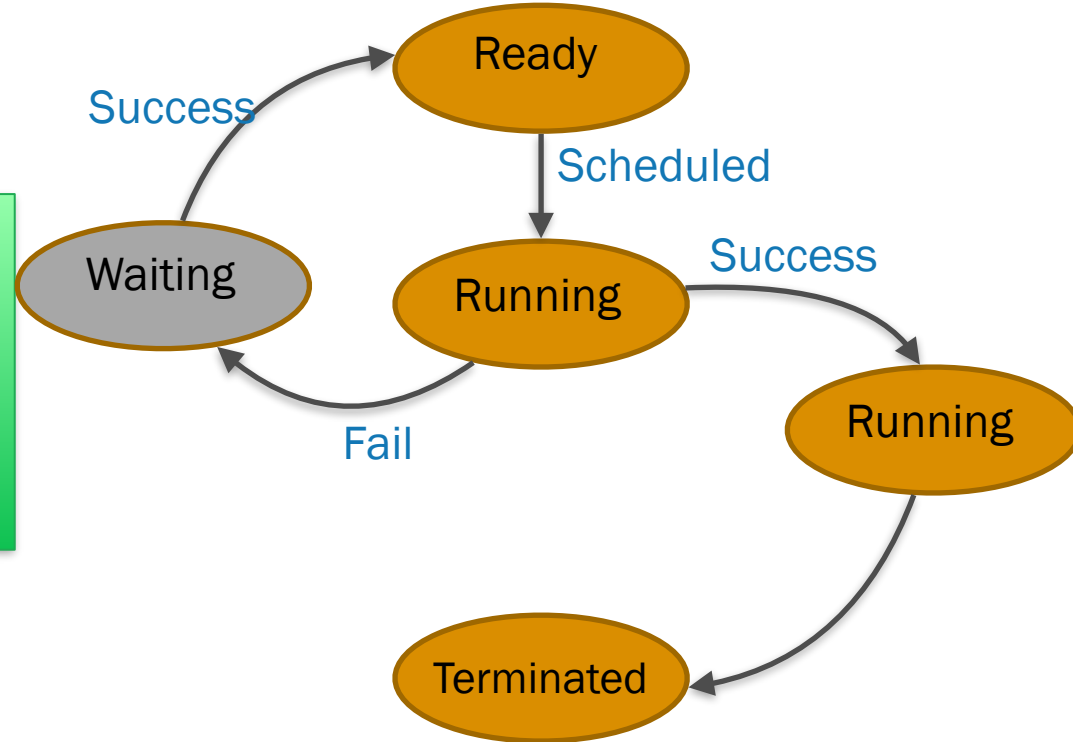 Ready
Success
Scheduled
Success
Waiting
Running
Running
Fail
Terminated